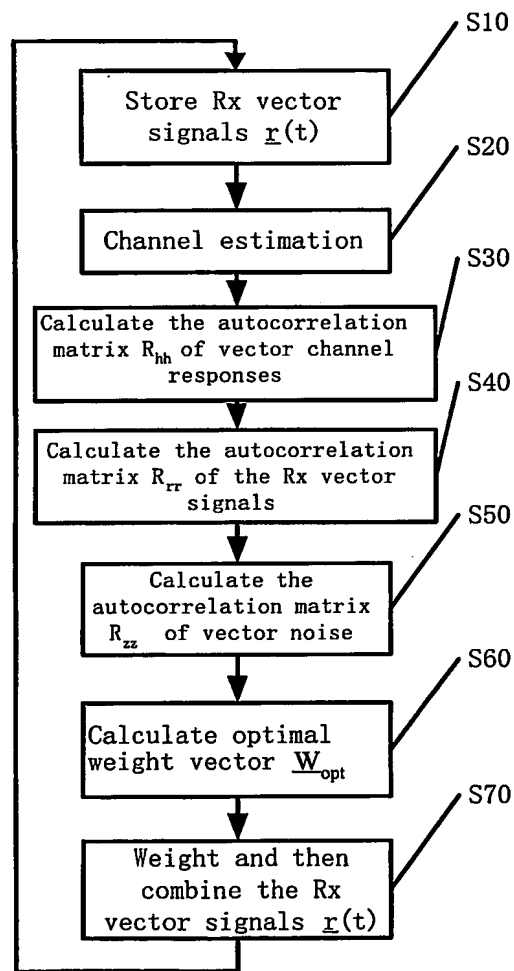 S10
Store Rx vector
signals r(t)
S20
Channel estimation
S30
Calculate the autocorrelation
matrix Rhh of vector channel
responses
S40
Calculate the autocorrelation
matrix Rrr of the Rx vector
signals
S50
Calculate the
autocorrelation matrix
Rzz of vector noise
S60
Calculate optimal
weight vector Wopt
S70
Weight and then
combine the Rx
vector signals r(t)